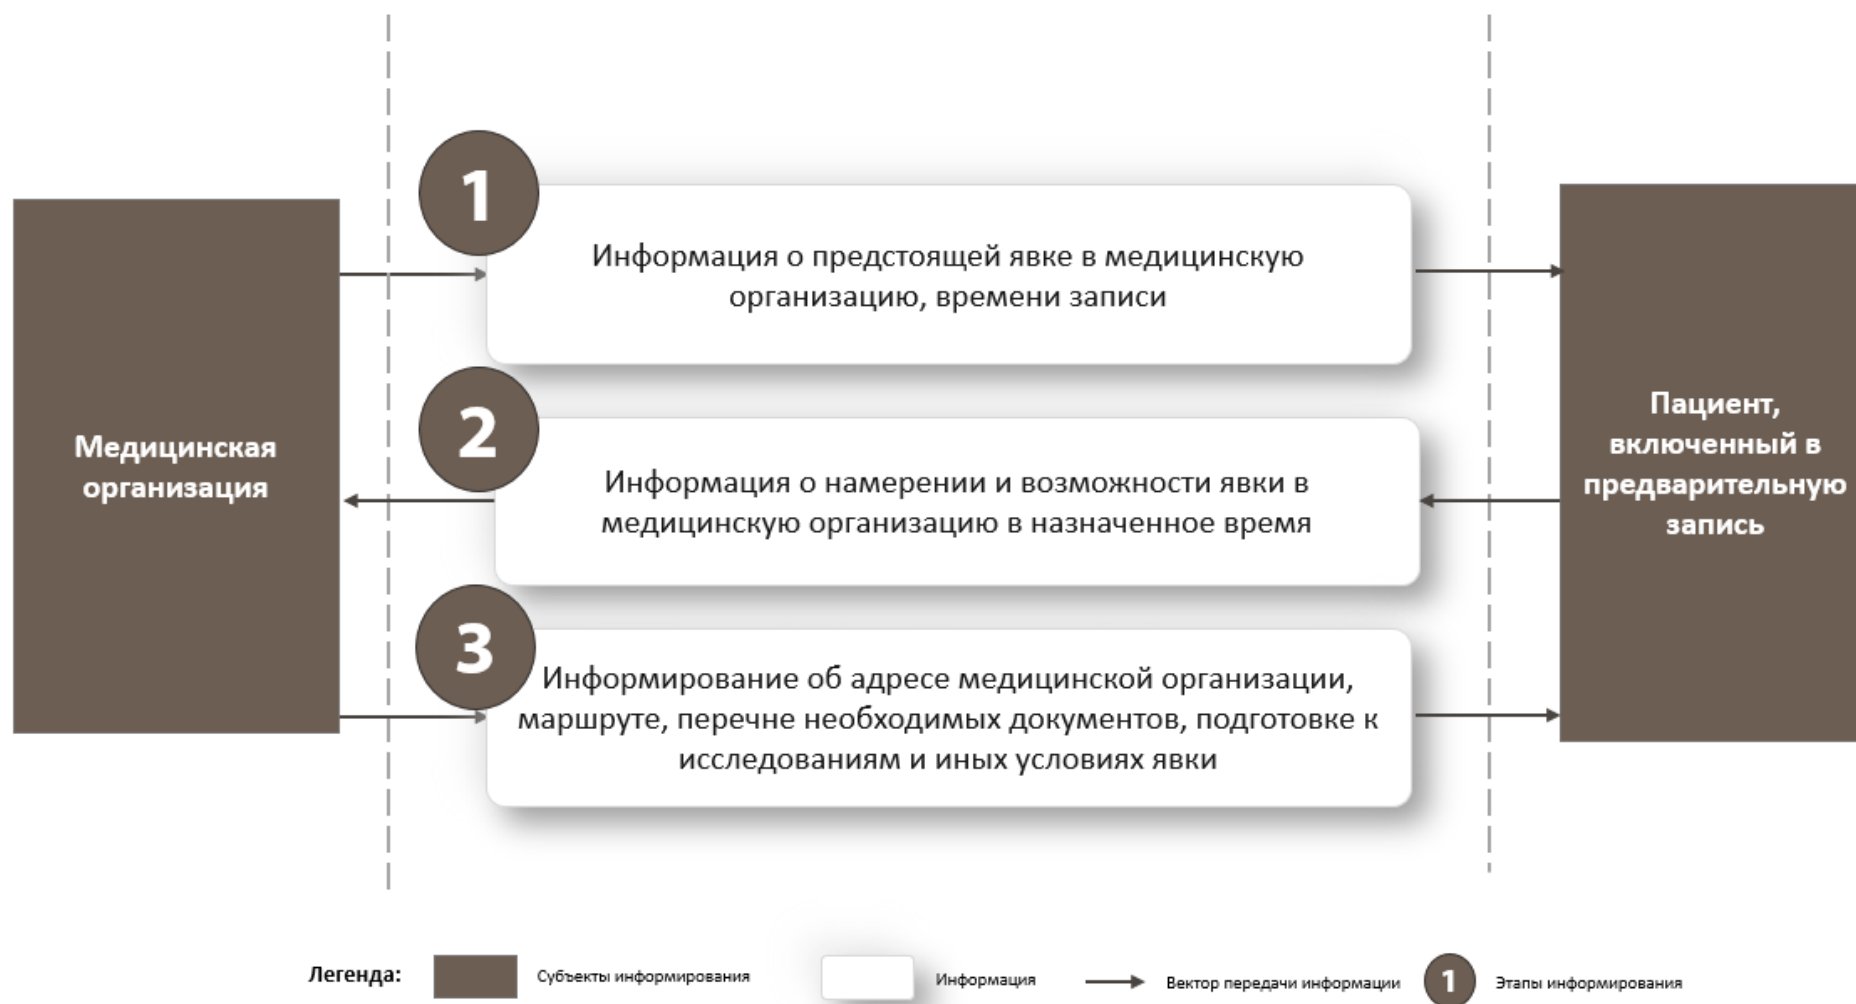 1
Информация о предстоящей явке в медицинскую
организацию, времени записи
Медицинская
организация
2
Информация о намерении и возможности явки в
медицинскую организацию в назначенное время
Пациент,
включенный в
предварительную
запись
3
Информирование об адресе медицинской организации,
маршруте, перечне необходимых документов, подготовке к
исследованиям и иных условиях явки
Легенда:
Субъекты информирования
Информация
Вектор передачи информации
1
Этапы информирования